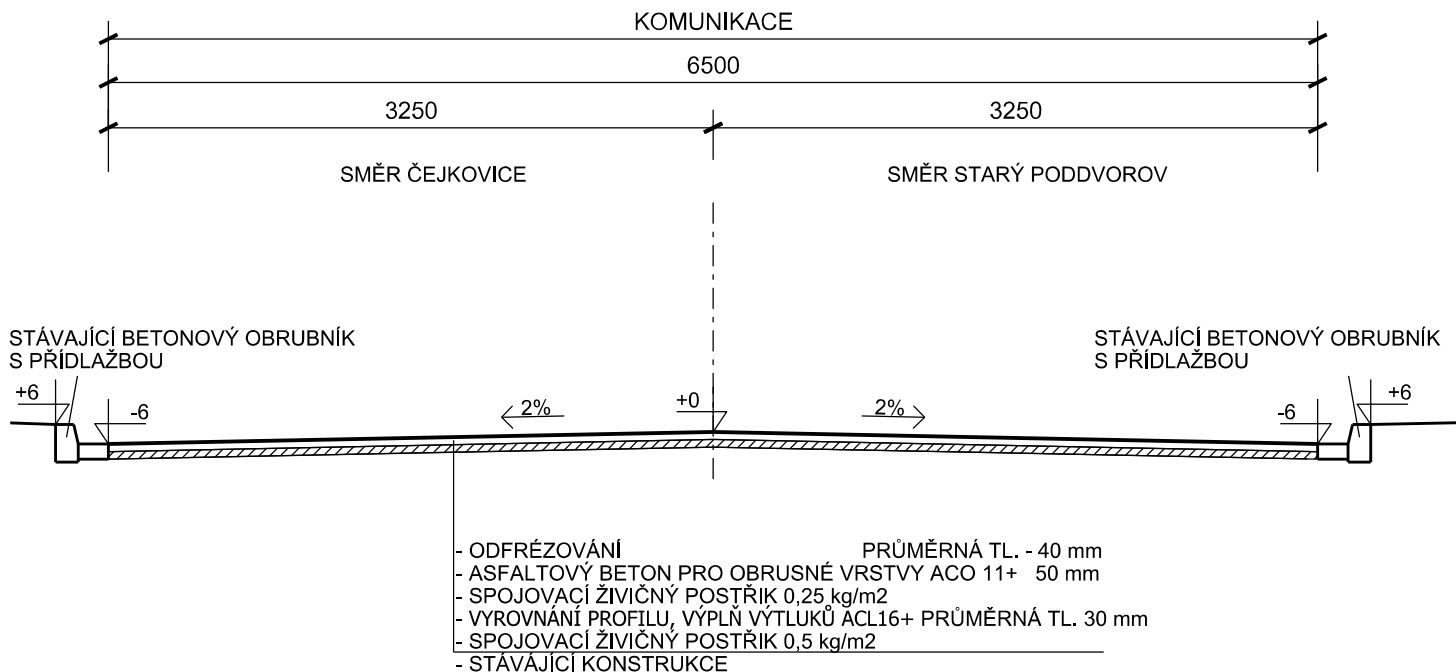 KOMUNIKACE
6500
3250 3250
SMĚR ČEJKOVICE SMĚR STARÝ PODDVOROV
STÁVAJÍCÍ BETONOVÝ OBRUBNÍK
S PŘÍDLAŽBOU
STÁVAJÍCÍ BETONOVÝ OBRUBNÍK
S PŘÍDLAŽBOU
+6 -6 2% +0 2% -6 +6
- ODFRÉZOVÁNÍ PRŮMĚRNÁ TL. - 40 mm
- ASFALTOVÝ BETON PRO OBRUSNÉ VRSTVY ACO 11+ 50 mm
- SPOJOVACÍ ŽIVIČNÝ POSTŘIK 0,25 kg/m2
- VYROVNÁNÍ PROFILU, VÝPLŇ VÝTLUKŮ ACL16+ PRŮMĚRNÁ TL. 30 mm
- SPOJOVACÍ ŽIVIČNÝ POSTŘIK 0,5 kg/m2
- STÁVÁJÍCÍ KONSTRUKCE